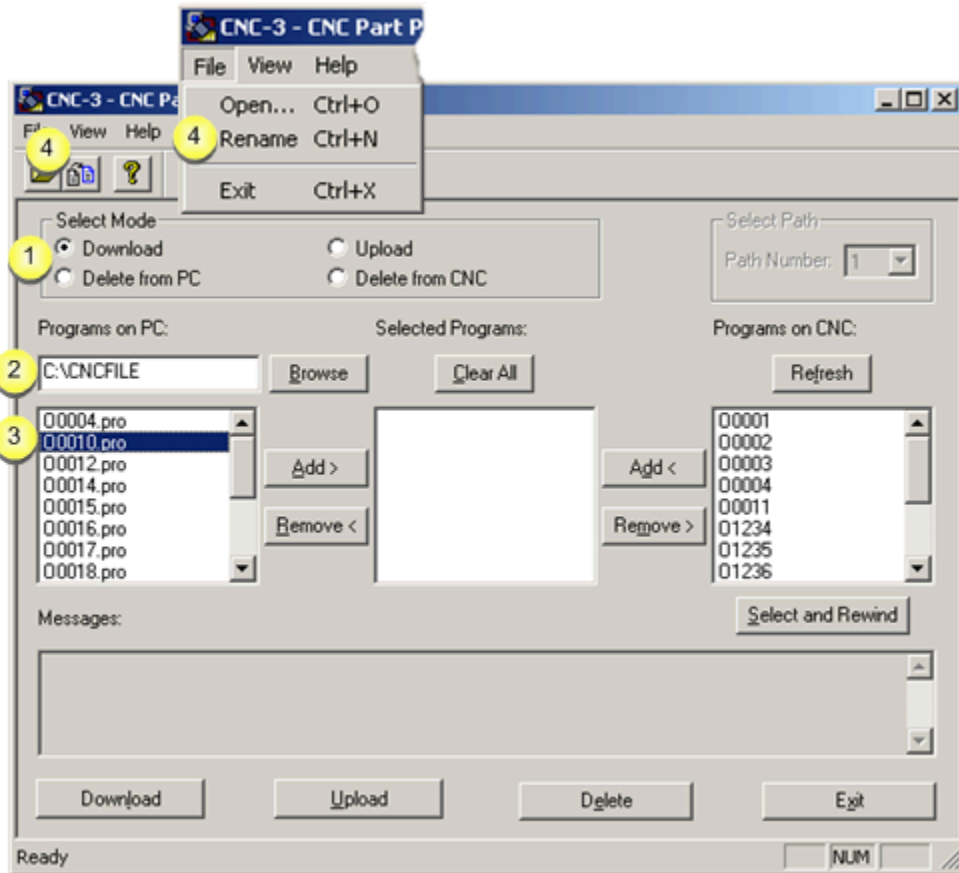 CNC-3 - CNC Part P
File View Help
Open... Ctrl+O
4
Rename Ctrl+N
Exit Ctrl+X
CNC-3 - CNC Pa
View Help
4
Select Mode
1
Download
Upload
Delete from PC
Delete from CNC
Select Path
Path Number: 1
Programs on PC:
Selected Programs:
Programs on CNC:
2
C:\CNCFILE
Browse
Clear All
Refresh
3
O0004.pro
O0010.pro
O0012.pro
O0014.pro
O0015.pro
O0016.pro
O0017.pro
O0018.pro
Add >
Remove <
Add <
Remove >
O0001
O0002
O0003
O0004
O0011
O1234
O1235
O1236
Select and Rewind
Messages:
Download
Upload
Delete
Exit
Ready
NUM